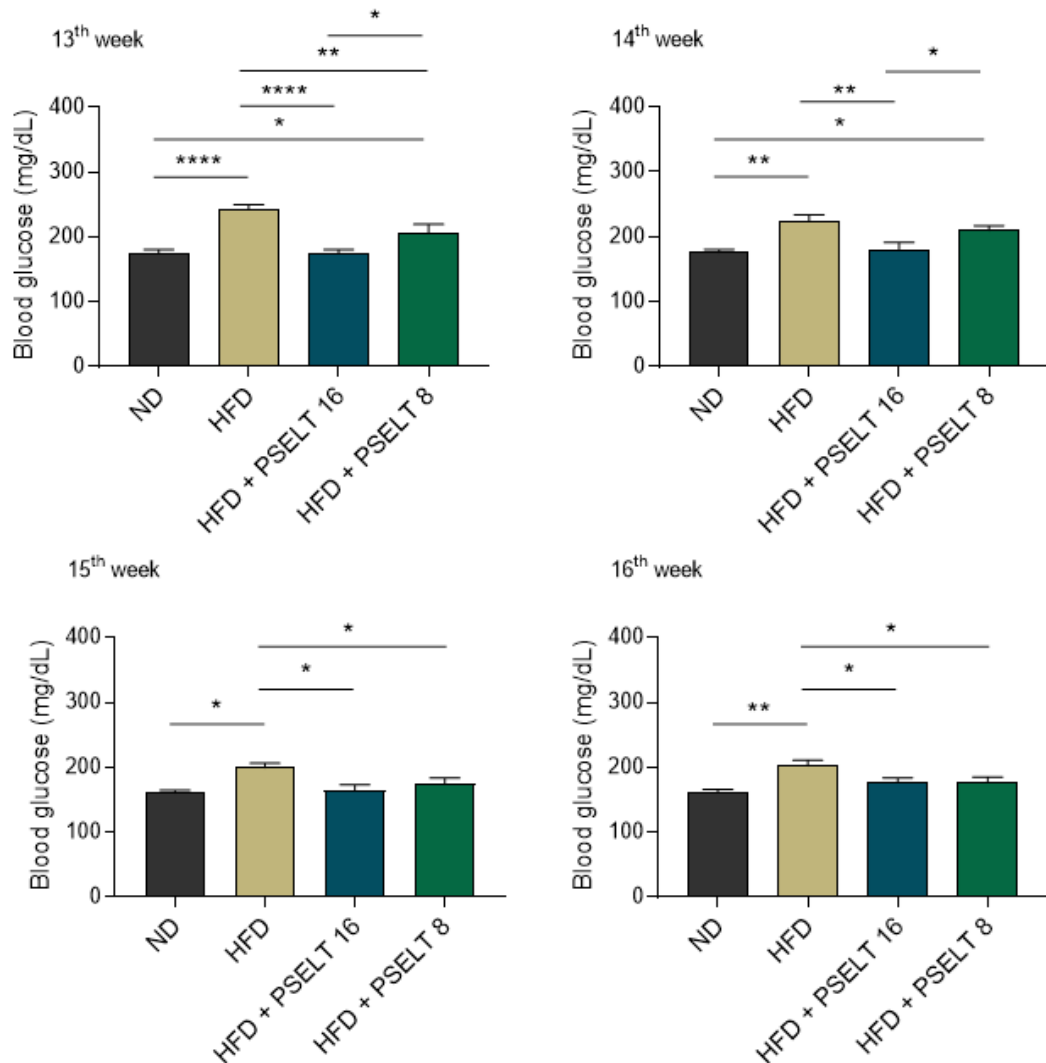 13th week
*
**
****
*
****
Blood glucose (mg/dL)
400
300
200
100
0
ND
HFD
HFD + PSELT 16
HFD + PSELT 8
14th week
*
**
*
**
Blood glucose (mg/dL)
400
300
200
100
0
ND
HFD
HFD + PSELT 16
HFD + PSELT 8
15th week
*
*
*
Blood glucose (mg/dL)
400
300
200
100
0
ND
HFD
HFD + PSELT 16
HFD + PSELT 8
16th week
*
*
**
Blood glucose (mg/dL)
400
300
200
100
0
ND
HFD
HFD + PSELT 16
HFD + PSELT 8